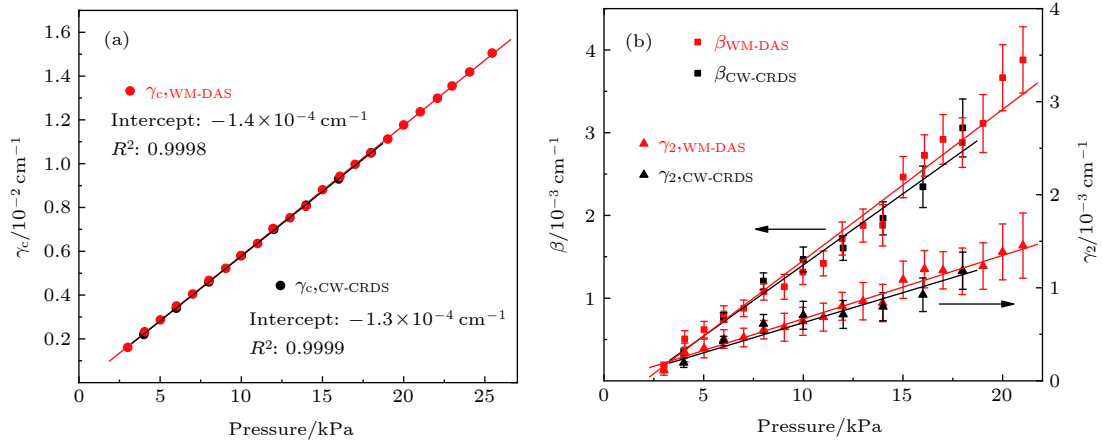 (a)
γc,WM-DAS
Intercept: −1.4×10−4 cm−1
R2: 0.9998
γc,CW-CRDS
Intercept: −1.3×10−4 cm−1
R2: 0.9999
γc/10−2 cm−1
1.6
1.4
1.2
1.0
0.8
0.6
0.4
0.2
0 5 10 15 20 25
Pressure/kPa
(b)
βWM-DAS
βCW-CRDS
γ2,WM-DAS
γ2,CW-CRDS
β/10−3 cm−1
4
3
2
1
0 5 10 15 20
Pressure/kPa
4
3
2
1
0
γ2/10−3 cm−1